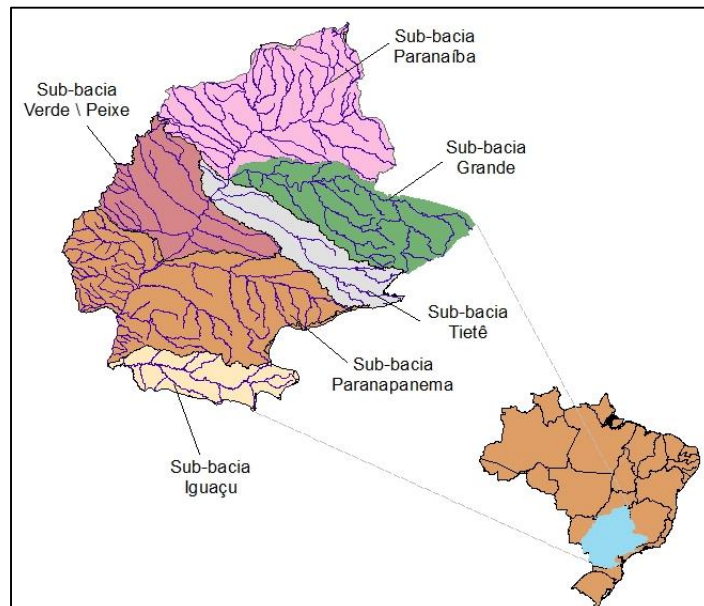 Sub-bacia
Paranaíba
Sub-bacia
Verde \ Peixe
Sub-bacia
Grande
Sub-bacia
Tietê
Sub-bacia
Paranapanema
Sub-bacia
Iguaçu